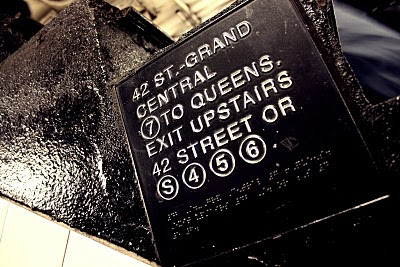 42 ST.-GRAND
CENTRAL
7 TO QUEENS.
EXIT UPSTAIRS
42 STREET OR
S 4 5 6.